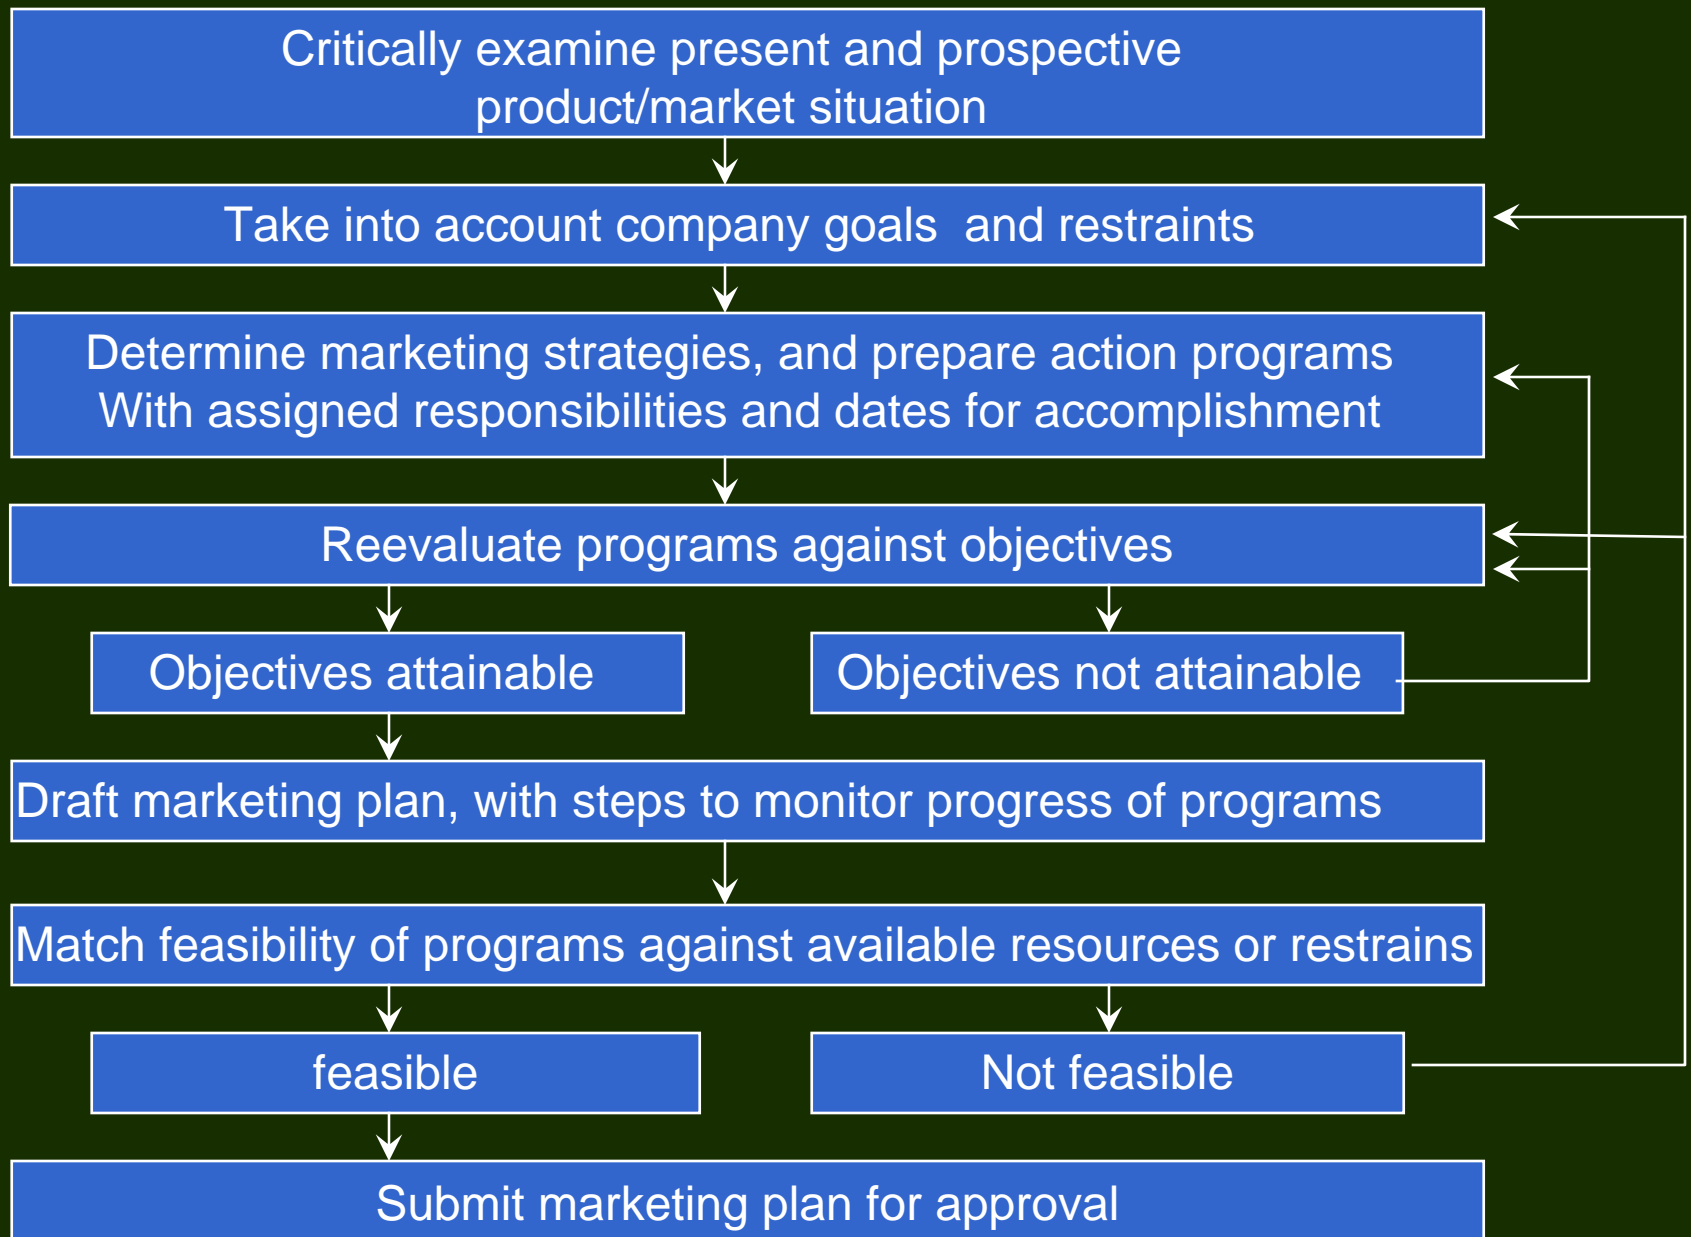 Critically examine present and prospective
product/market situation
Take into account company goals  and restraints
Determine marketing strategies, and prepare action programs
With assigned responsibilities and dates for accomplishment
Reevaluate programs against objectives
Objectives attainable
Objectives not attainable
Draft marketing plan, with steps to monitor progress of programs
Match feasibility of programs against available resources or restrains
feasible
Not feasible
Submit marketing plan for approval